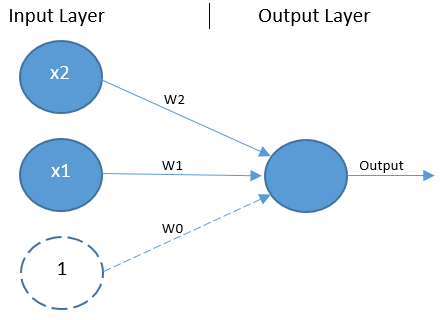 Input Layer
Output Layer
x2
W2
x1
W1
Output
W0
1